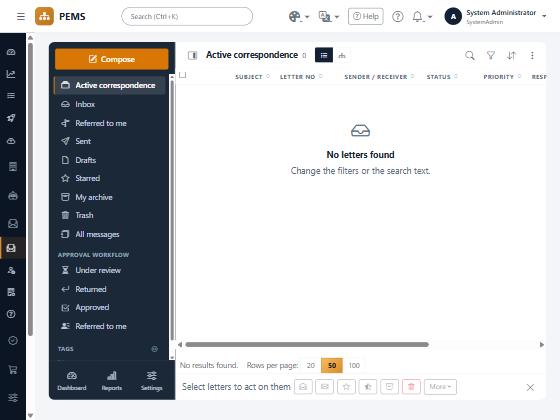 PEMS
Search (Ctrl+K)
Help
A
System Administrator
SystemAdmin
Compose
Active correspondence
Inbox
Referred to me
Sent
Drafts
Starred
My archive
Trash
All messages
APPROVAL WORKFLOW
Under review
Returned
Approved
Referred to me
TAGS
Dashboard
Reports
Settings
Active correspondence 0
SUBJECT
LETTER NO
SENDER / RECEIVER
STATUS
PRIORITY
RESP
No letters found
Change the filters or the search text.
No results found. Rows per page: 20 50 100
Select letters to act on them
More